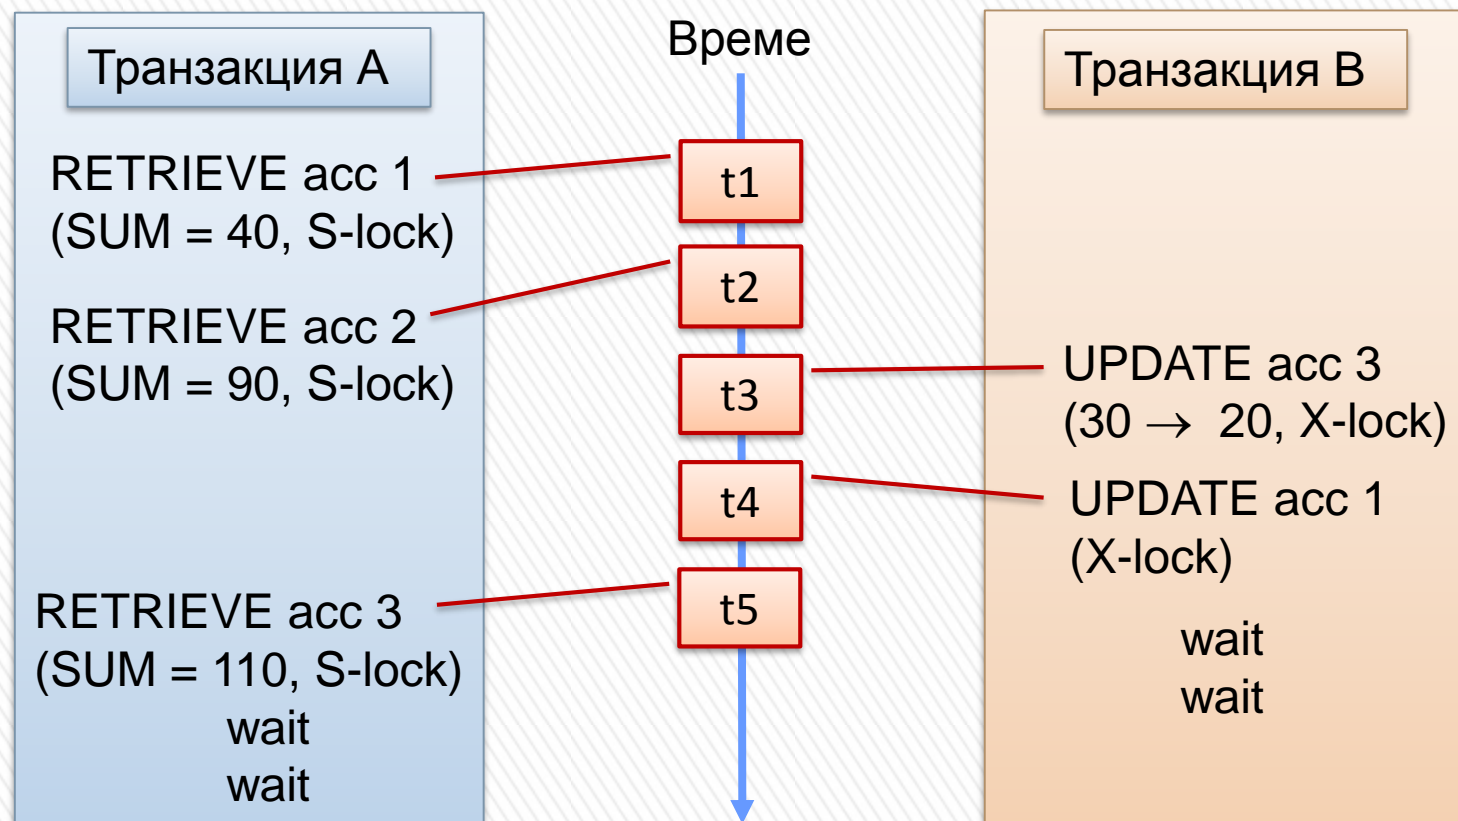 Транзакция A
RETRIEVE acc 1
(SUM = 40, S-lock)
RETRIEVE acc 2
(SUM = 90, S-lock)
RETRIEVE acc 3
(SUM = 110, S-lock)
wait
wait
Време
t1
t2
t3
t4
t5
Транзакция B
UPDATE acc 3
(30 → 20, X-lock)
UPDATE acc 1
(X-lock)
wait
wait